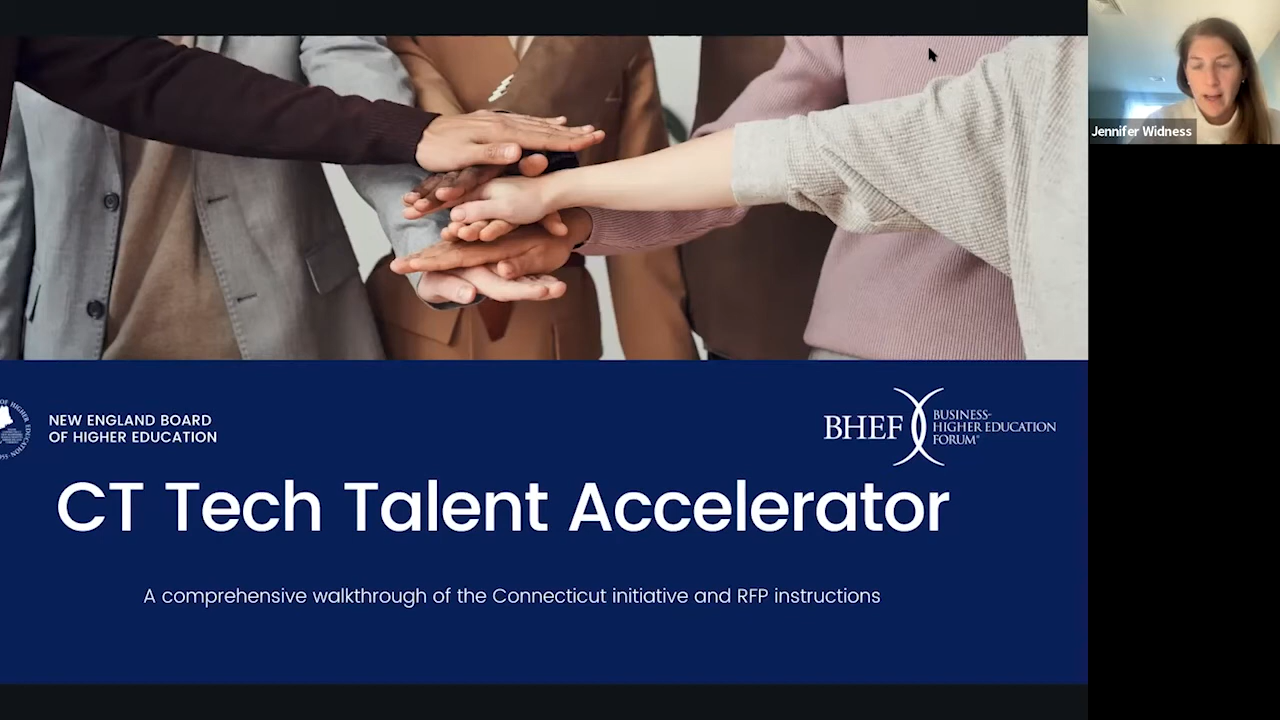 Jennifer Widness
NEW ENGLAND BOARD
OF HIGHER EDUCATION
BHEF
BUSINESS-
HIGHER EDUCATION
FORUM®
CT Tech Talent Accelerator
A comprehensive walkthrough of the Connecticut initiative and RFP instructions